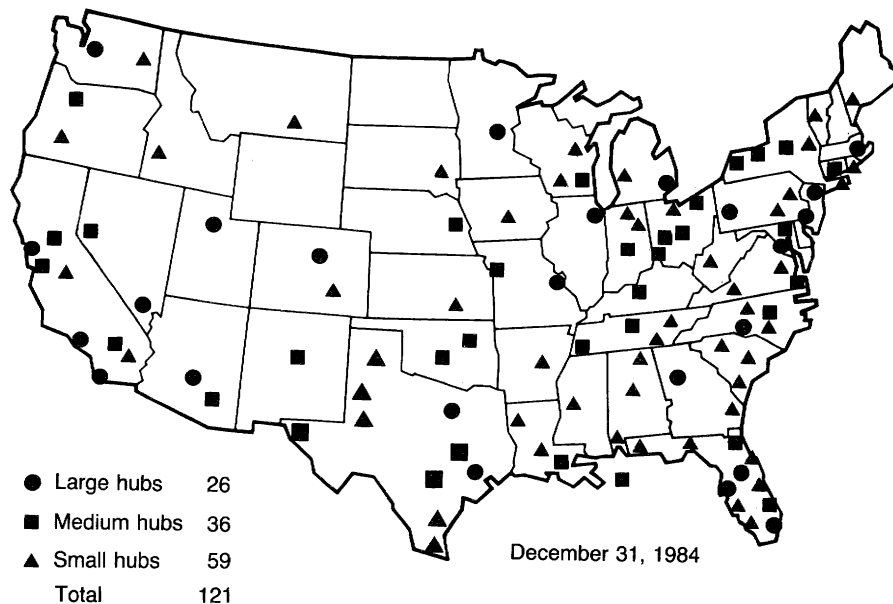 Large hubs 26
Medium hubs 36
Small hubs 59
Total 121
December 31, 1984